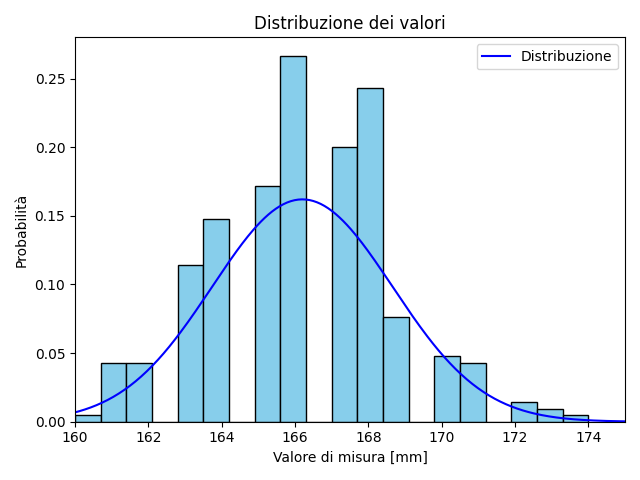 Distribuzione dei valori
Distribuzione
Probabilità
0.25
0.20
0.15
0.10
0.05
0.00
160 162 164 166 168 170 172 174
Valore di misura [mm]